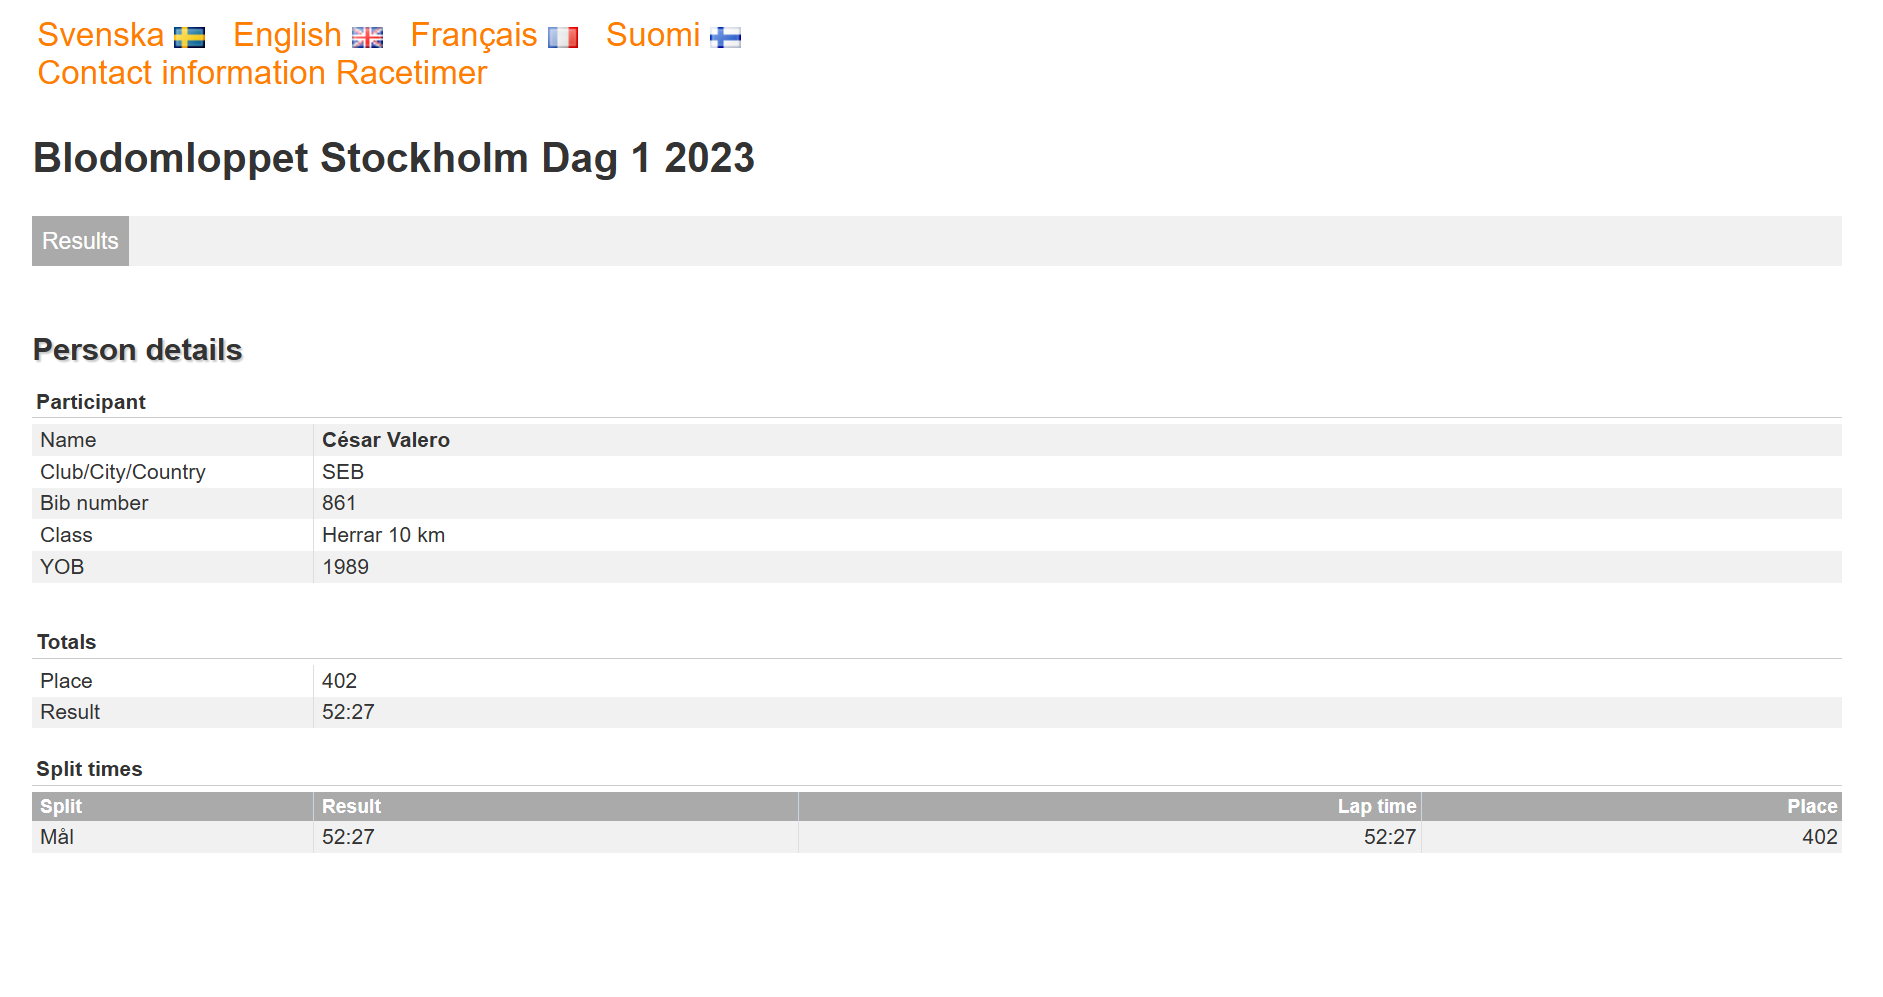 Svenska English Français Suomi
Contact information Racetimer
Blodomloppet Stockholm Dag 1 2023
Results
Person details
Participant
Name César Valero
Club/City/Country SEB
Bib number 861
Class Herrar 10 km
YOB 1989
Totals
Place 402
Result 52:27
Split times
Split Result Lap time Place
Mål 52:27 52:27 402